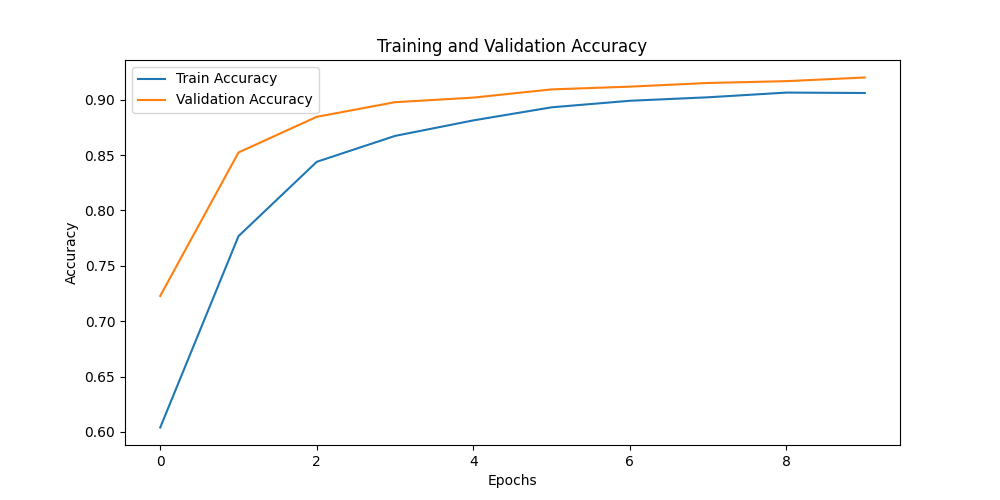 Training and Validation Accuracy
Train Accuracy
Validation Accuracy
0.90
0.85
0.80
0.75
0.70
0.65
0.60
Accuracy
0 2 4 6 8
Epochs